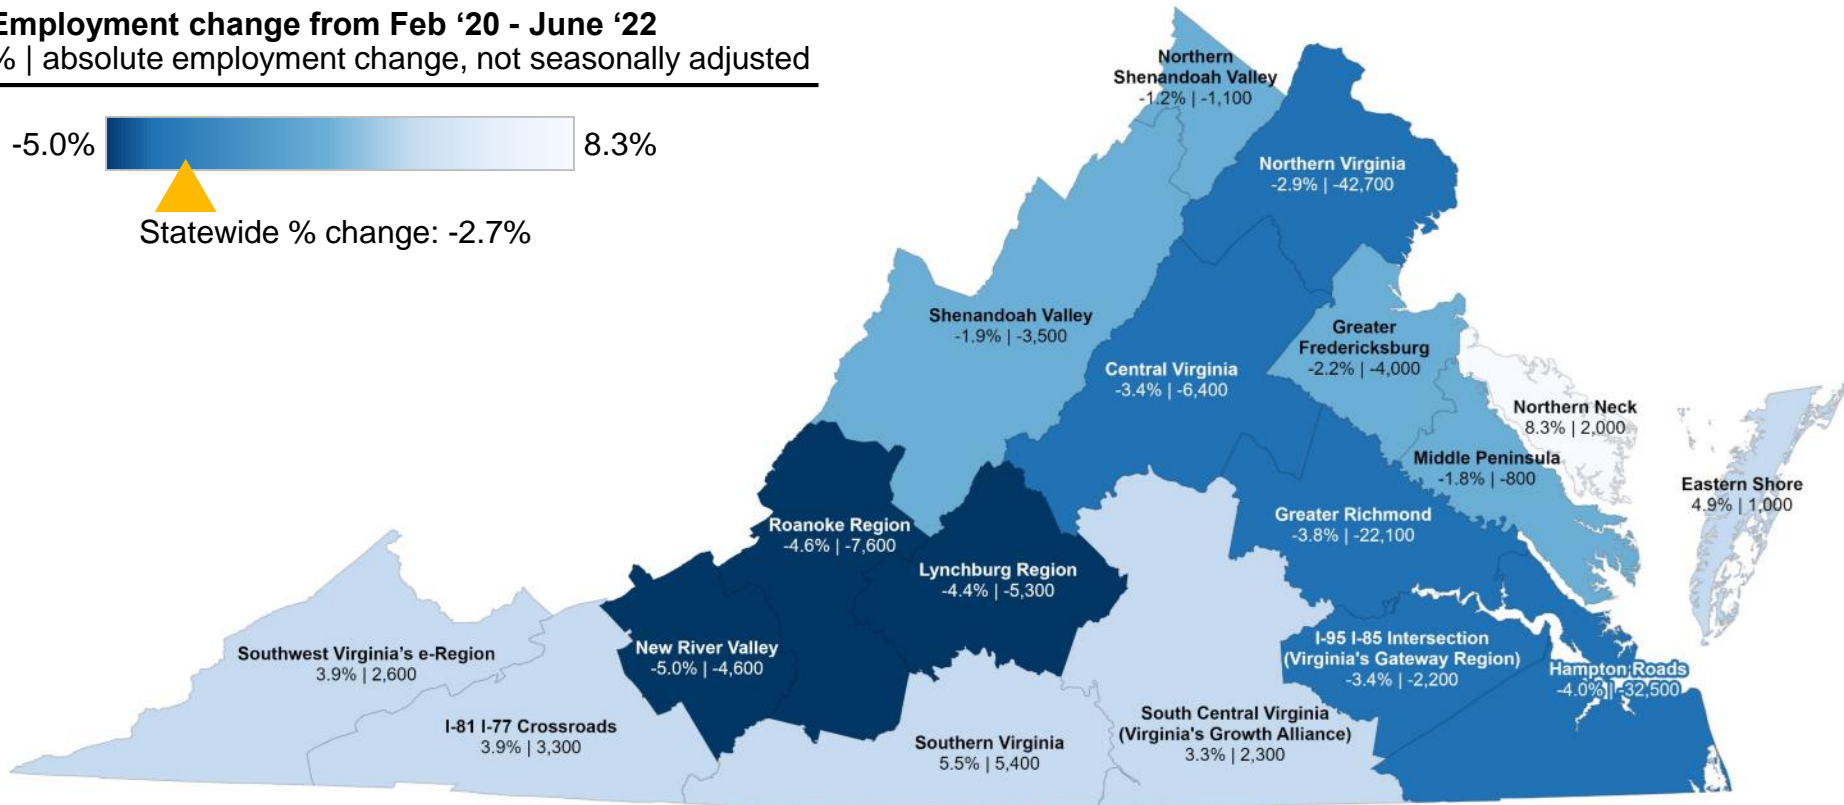 Employment change from Feb ‘20 - June ‘22
% | absolute employment change, not seasonally adjusted
-5.0%
8.3%
Statewide % change: -2.7%
Northern
Shenandoah Valley
-1.2% | -1,100
Northern Virginia
-2.9% | -42,700
Shenandoah Valley
-1.9% | -3,500
Greater
Fredericksburg
-2.2% | -4,000
Central Virginia
-3.4% | -6,400
Northern Neck
8.3% | 2,000
Middle Peninsula
-1.8% | -800
Eastern Shore
4.9% | 1,000
Roanoke Region
-4.6% | -7,600
Greater Richmond
-3.8% | -22,100
Lynchburg Region
-4.4% | -5,300
Southwest Virginia's e-Region
3.9% | 2,600
New River Valley
-5.0% | -4,600
I-95 I-85 Intersection
(Virginia's Gateway Region)
-3.4% | -2,200
Hampton Roads
-4.0% | -32,500
I-81 I-77 Crossroads
3.9% | 3,300
Southern Virginia
5.5% | 5,400
South Central Virginia
(Virginia's Growth Alliance)
3.3% | 2,300